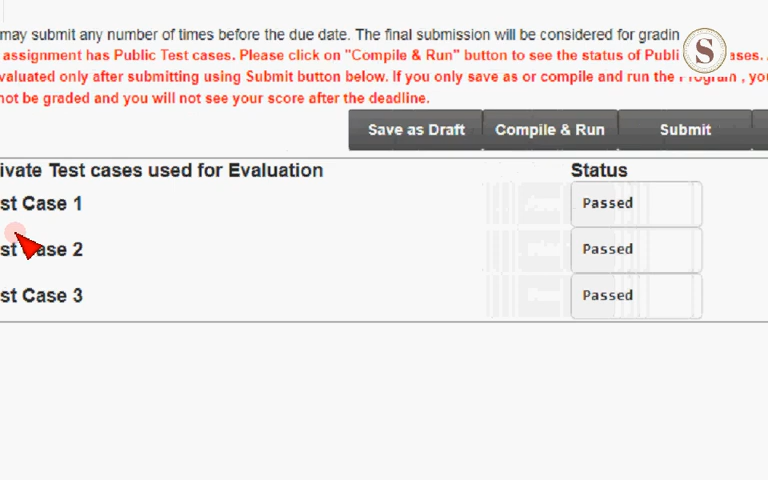 may submit any number of times before the due date. The final submission will be considered for gradin
S
assignment has Public Test cases. Please click on "Compile & Run" button to see the status of Publi ases.
valuated only after submitting using Submit button below. If you only save as or compile and run the Program , you
not be graded and you will not see your score after the deadline.
Save as Draft Compile & Run Submit
ivate Test cases used for Evaluation Status
st Case 1 Passed
st Case 2 Passed
st Case 3 Passed